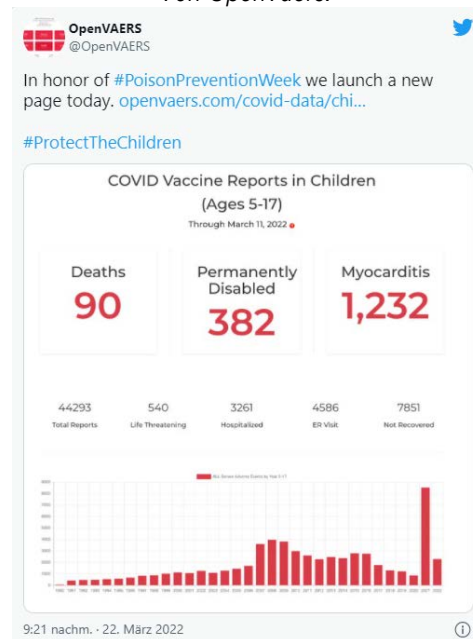 von OpenVaers.
OpenVAERS
@OpenVAERS
In honor of #PoisonPreventionWeek we launch a new
page today. openvaers.com/covid-data/chi...
#ProtectTheChildren
COVID Vaccine Reports in Children
(Ages 5-17)
Through March 11, 2022
Deaths
90
Permanently
Disabled
382
Myocarditis
1,232
44293
Total Reports
540
Life Threatening
3261
Hospitalized
4586
ER Visit
7851
Not Recovered
9:21 nachm. · 22. März 2022